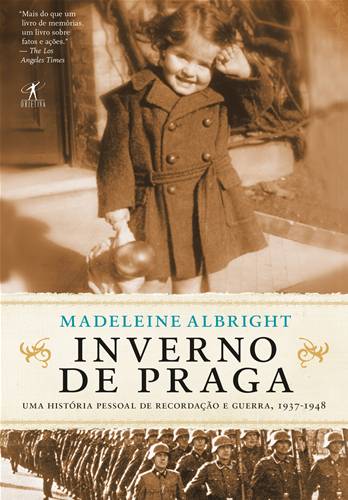 "Mais do que um
livro de memórias,
um livro sobre
fatos e ações."
— The Los
Angeles Times
OBJETIVA
MADELEINE ALBRIGHT
INVERNO
DE PRAGA
UMA HISTÓRIA PESSOAL DE RECORDAÇÃO E GUERRA, 1937-1948